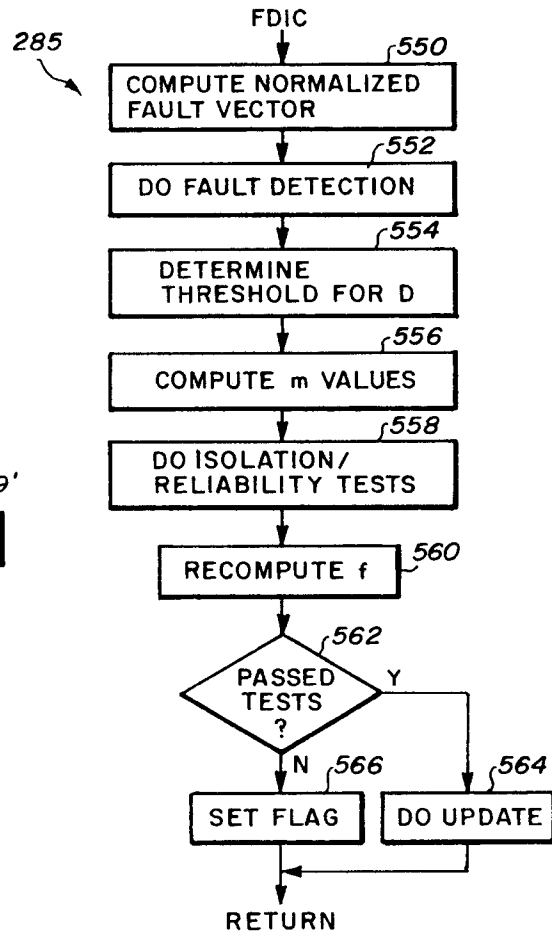 FDIC
285
550
COMPUTE NORMALIZED
FAULT VECTOR
552
DO FAULT DETECTION
554
DETERMINE
THRESHOLD FOR D
556
COMPUTE m VALUES
558
DO ISOLATION/
RELIABILITY TESTS
9'
RECOMPUTE f
560
562
PASSED
TESTS
?
Y
N
566
564
SET FLAG
DO UPDATE
RETURN